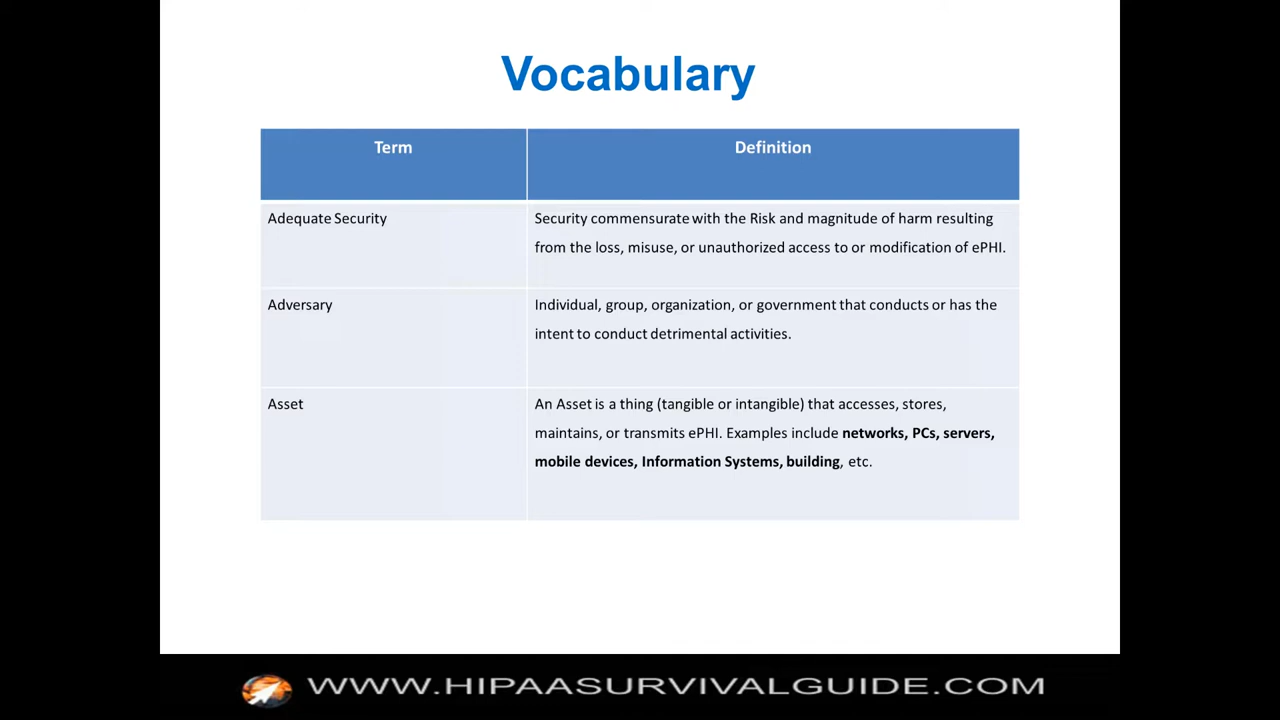 Vocabulary
Term
Definition
Adequate Security
Security commensurate with the Risk and magnitude of harm resulting
from the loss, misuse, or unauthorized access to or modification of ePHI.
Adversary
Individual, group, organization, or government that conducts or has the
intent to conduct detrimental activities.
Asset
An Asset is a thing (tangible or intangible) that accesses, stores,
maintains, or transmits ePHI. Examples include networks, PCs, servers,
mobile devices, Information Systems, building, etc.
WWW.HIPAASURVIVALGUIDE.COM